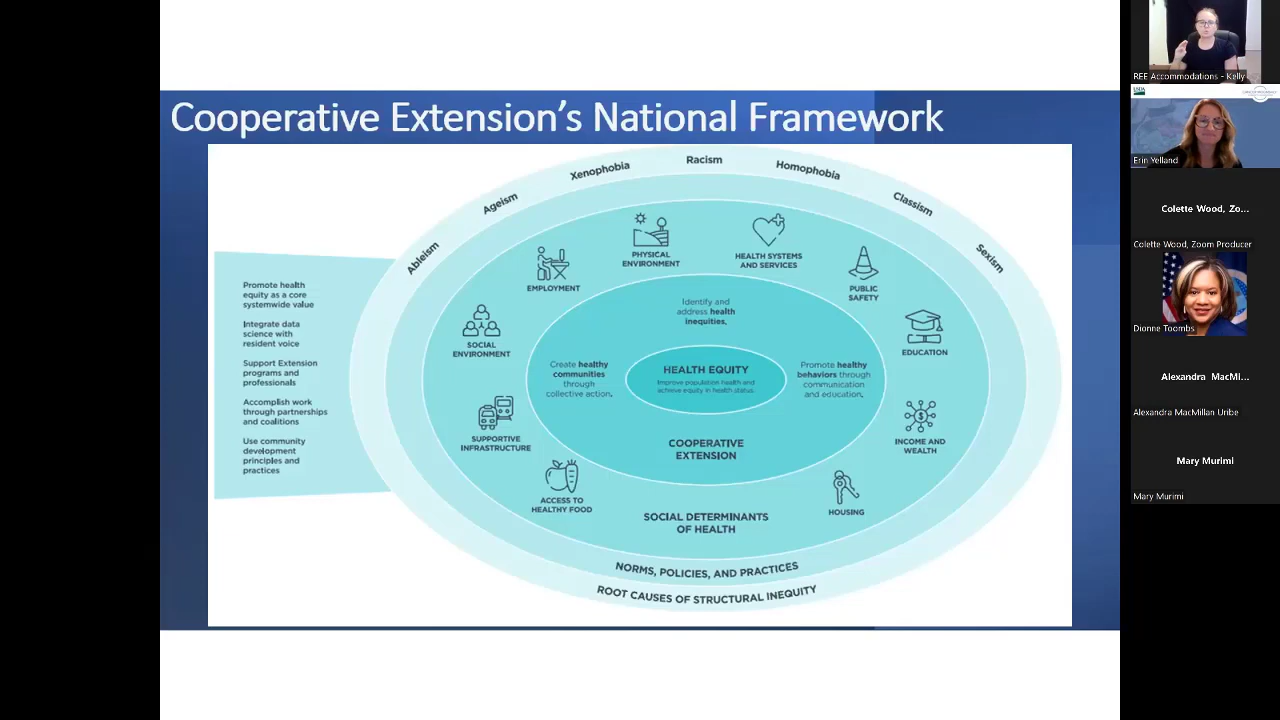 Cooperative Extension's National Framework
Ableism
Ageism
Xenophobia
Racism
Homophobia
Classism
Sexism
Promote health
equity as a core
systemwide value
Integrate data
science with
resident voice
Support Extension
programs and
professionals
Accomplish work
through partnerships
and coalitions
Use community
development
principles and
practices
PHYSICAL
ENVIRONMENT
HEALTH SYSTEMS
AND SERVICES
EMPLOYMENT
PUBLIC
SAFETY
SOCIAL
ENVIRONMENT
EDUCATION
SUPPORTIVE
INFRASTRUCTURE
INCOME AND
WEALTH
ACCESS TO
HEALTHY FOOD
HOUSING
Identify and
address health
inequities.
Create healthy
communities
through
collective action.
HEALTH EQUITY
Improve population health and
achieve equity in health status.
Promote healthy
behaviors through
communication
and education.
COOPERATIVE
EXTENSION
SOCIAL DETERMINANTS
OF HEALTH
NORMS, POLICIES, AND PRACTICES
ROOT CAUSES OF STRUCTURAL INEQUITY
REE Accommodations - Kelly
USDA
Erin Yelland
Colette Wood, Zo...
Colette Wood, Zoom Producer
Dionne Toombs
Alexandra MacMi...
Alexandra MacMillan Uribe
Mary Murimi
Mary Murimi